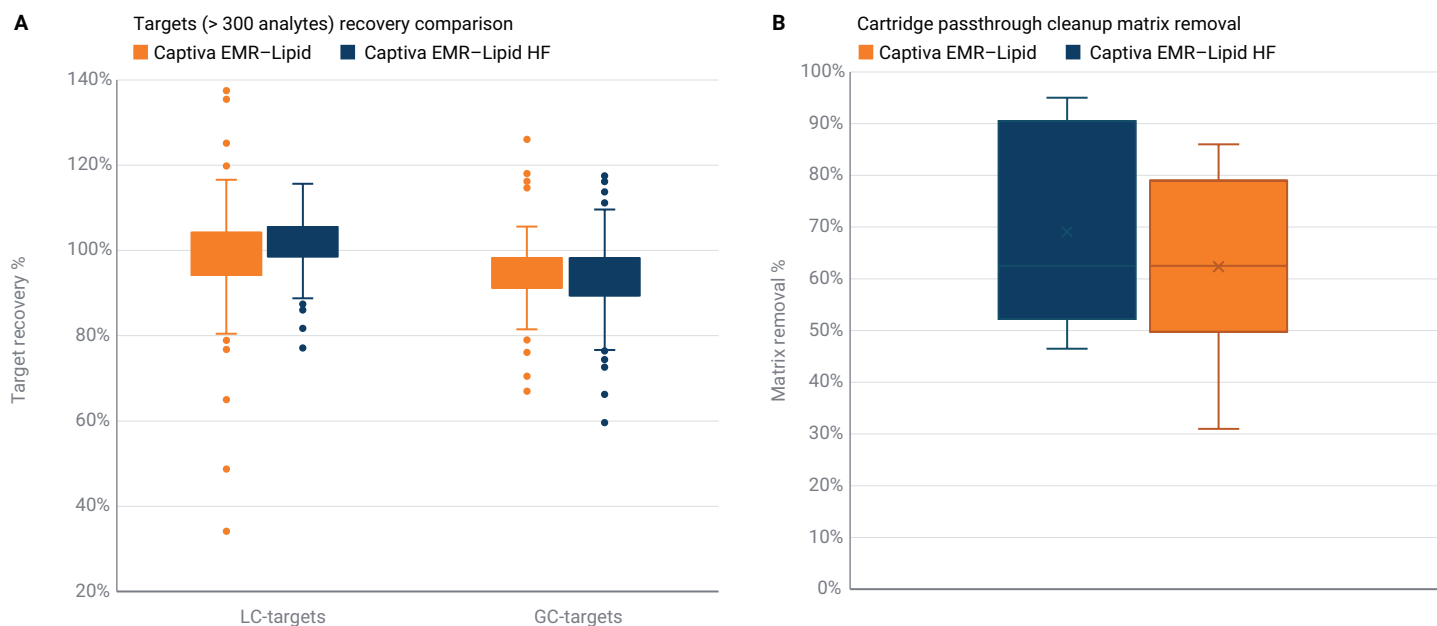 A
Targets (> 300 analytes) recovery comparison
Captiva EMR–Lipid
Captiva EMR–Lipid HF
140%
120%
100%
80%
60%
40%
20%
Target recovery %
LC-targets
GC-targets
B
Cartridge passthrough cleanup matrix removal
Captiva EMR–Lipid
Captiva EMR–Lipid HF
100%
90%
80%
70%
60%
50%
40%
30%
20%
10%
0%
Matrix removal %